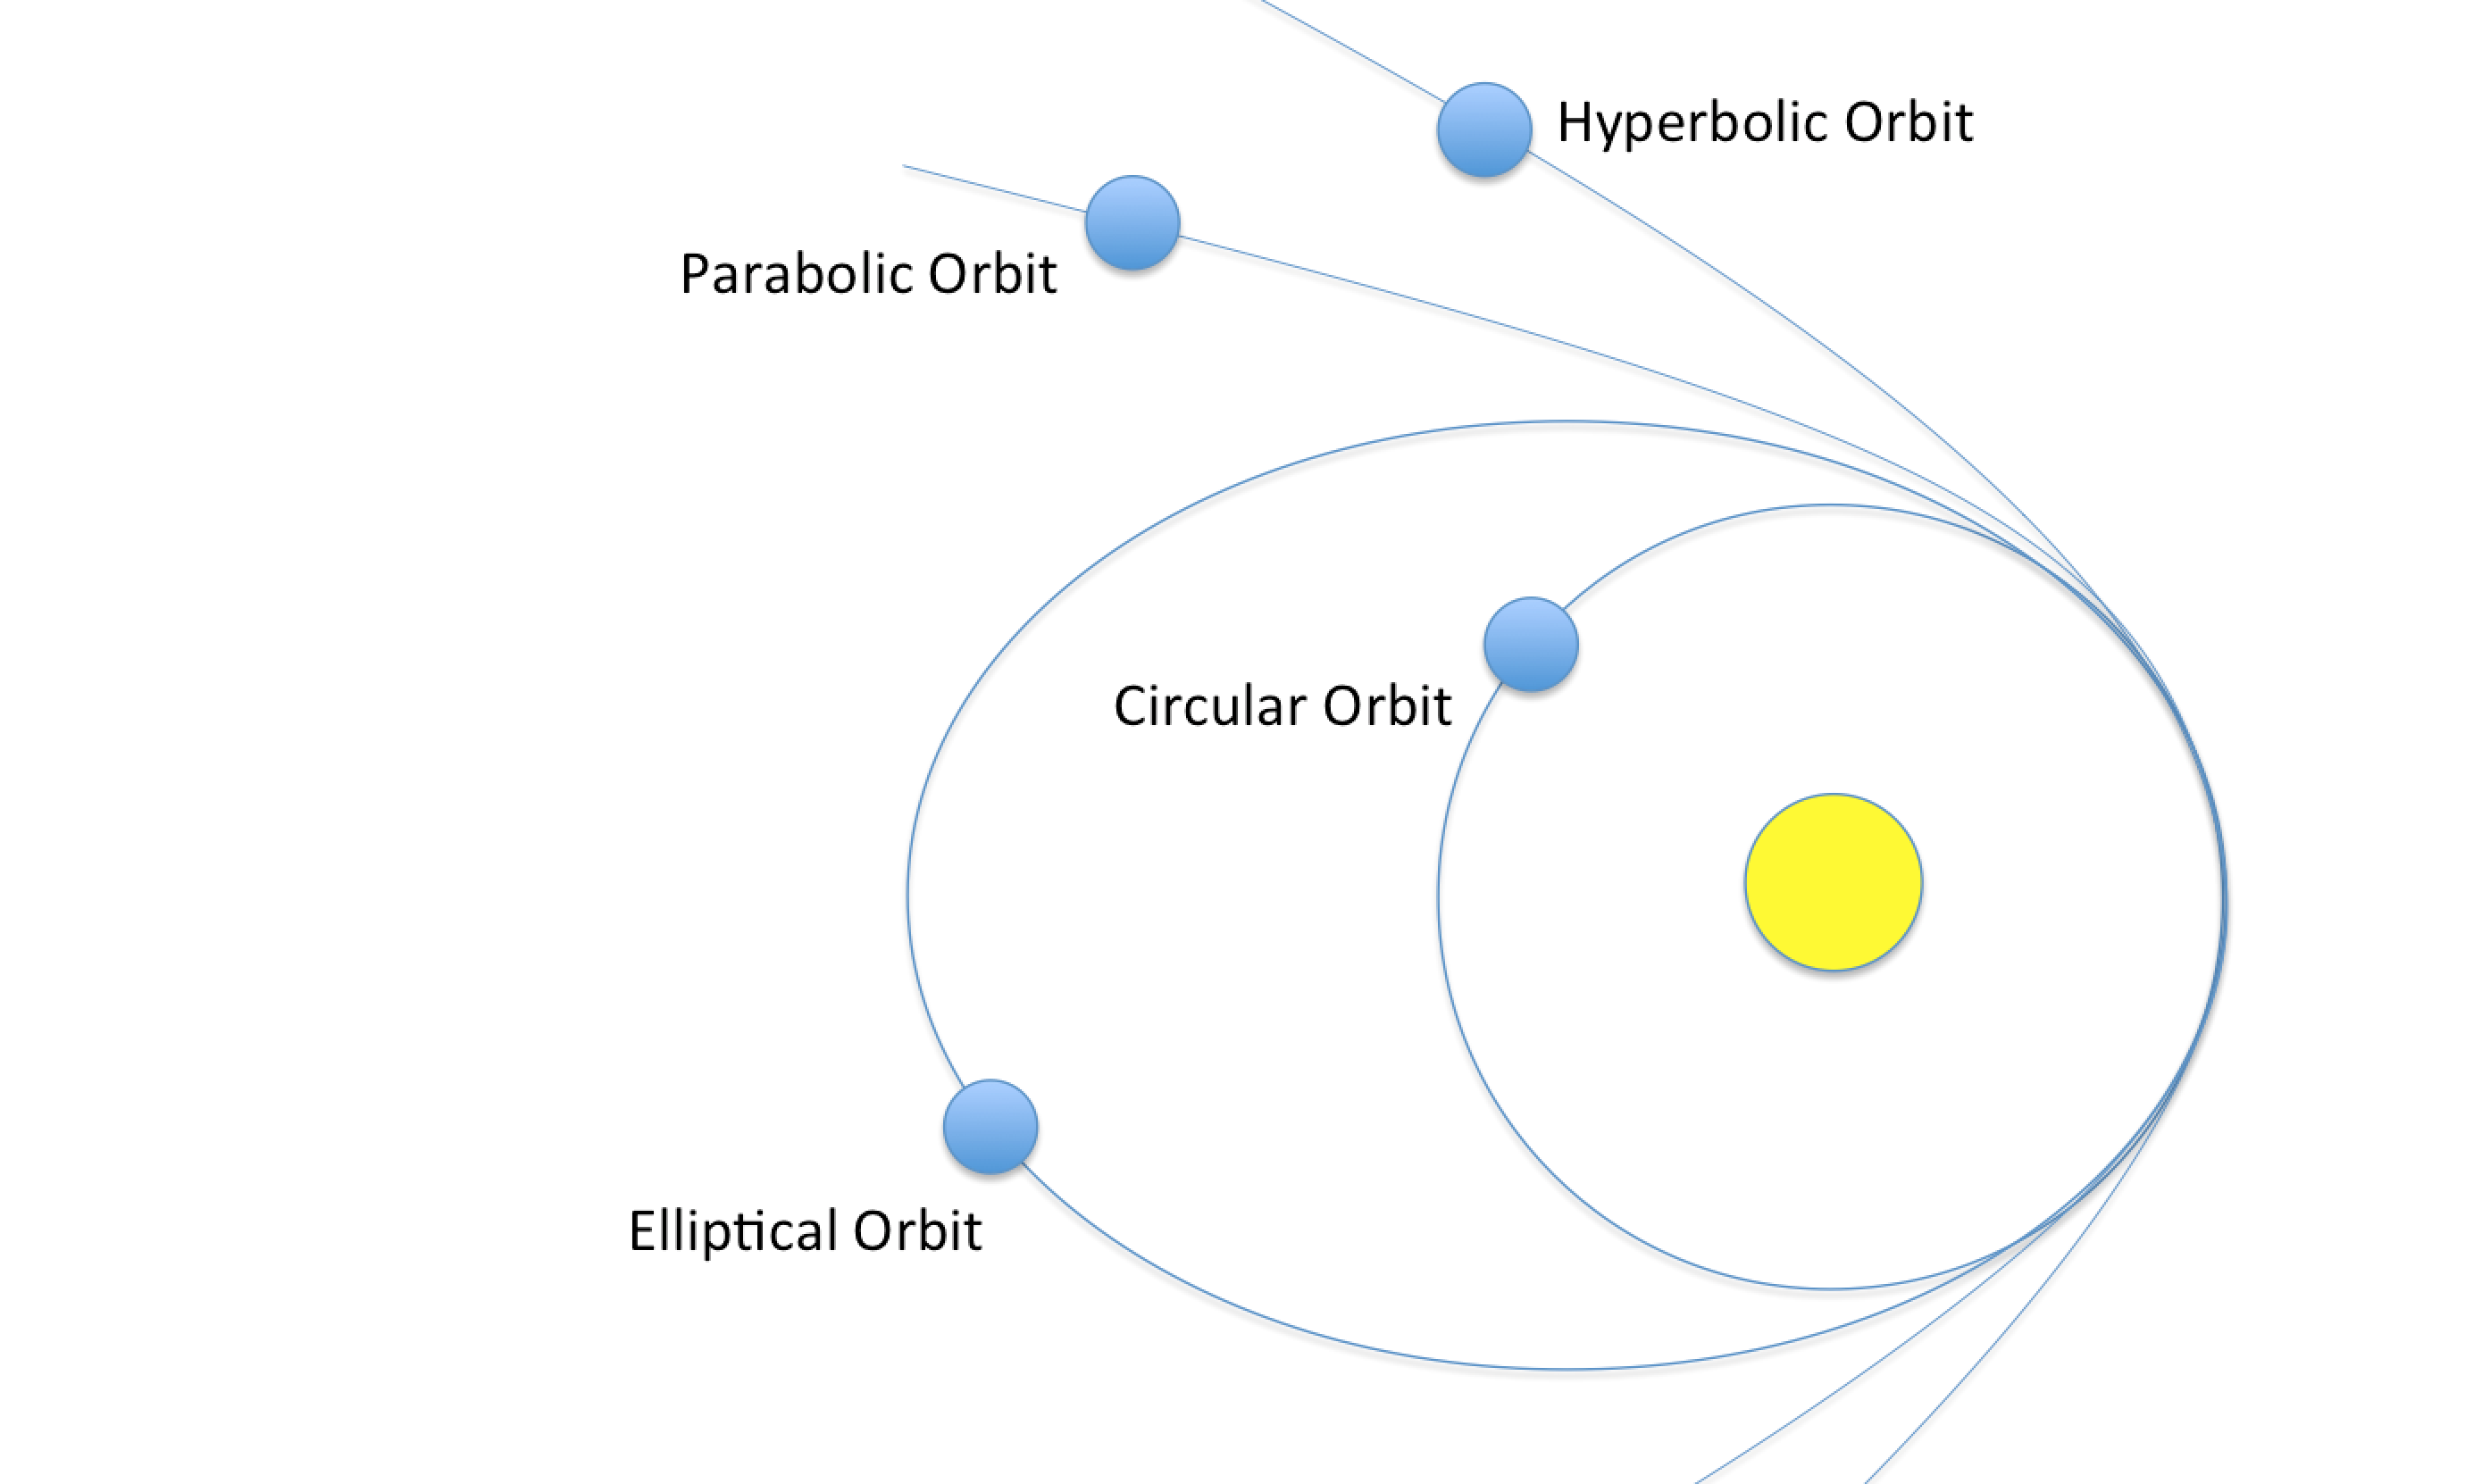 Hyperbolic Orbit
Parabolic Orbit
Circular Orbit
Elliptical Orbit